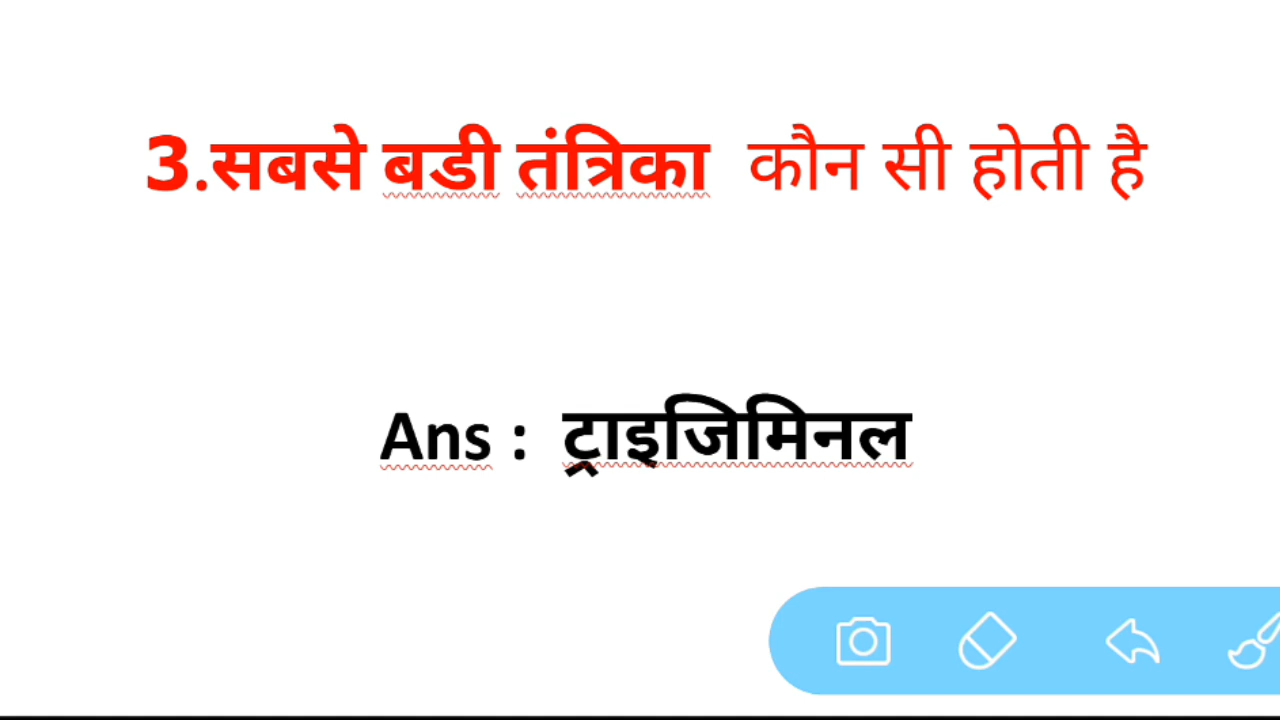 3.सबसे बडी तंत्रिका कौन सी होती है
Ans : ट्राइजिमिनल